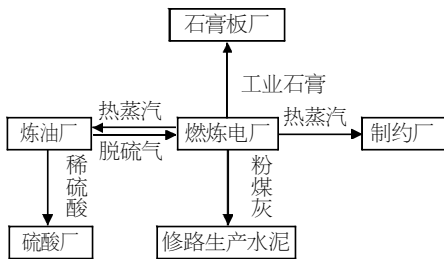 石膏板厂
工业石膏
热蒸汽
热蒸汽
炼油厂
燃炼电厂
制约厂
脱硫气
稀硫酸
粉煤灰
硫酸厂
修路生产水泥